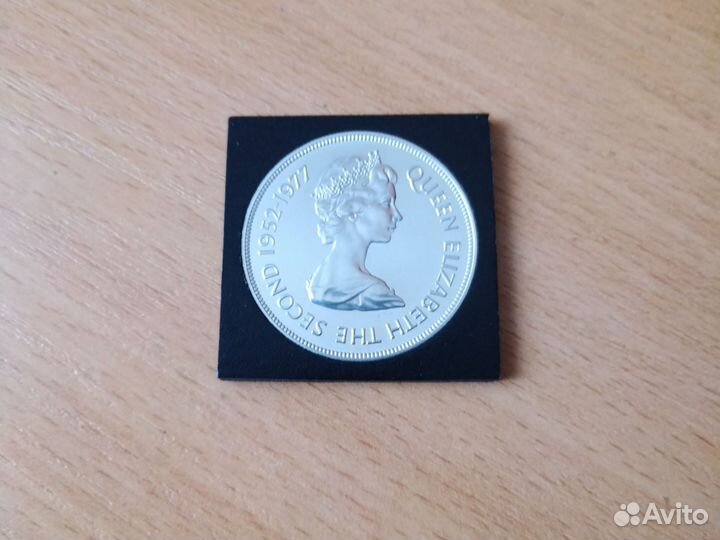 QUEEN ELIZABETH THE SECOND 1952-1977
Avito